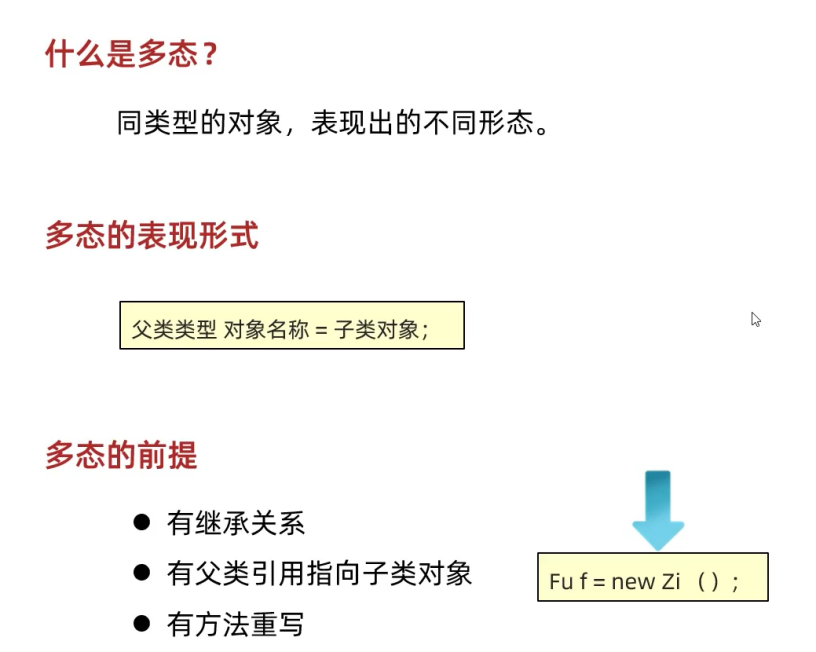 什么是多态？
同类型的对象，表现出的不同形态。
多态的表现形式
父类类型 对象名称 = 子类对象；
多态的前提
● 有继承关系
● 有父类引用指向子类对象
● 有方法重写
Fu f = new Zi （）；